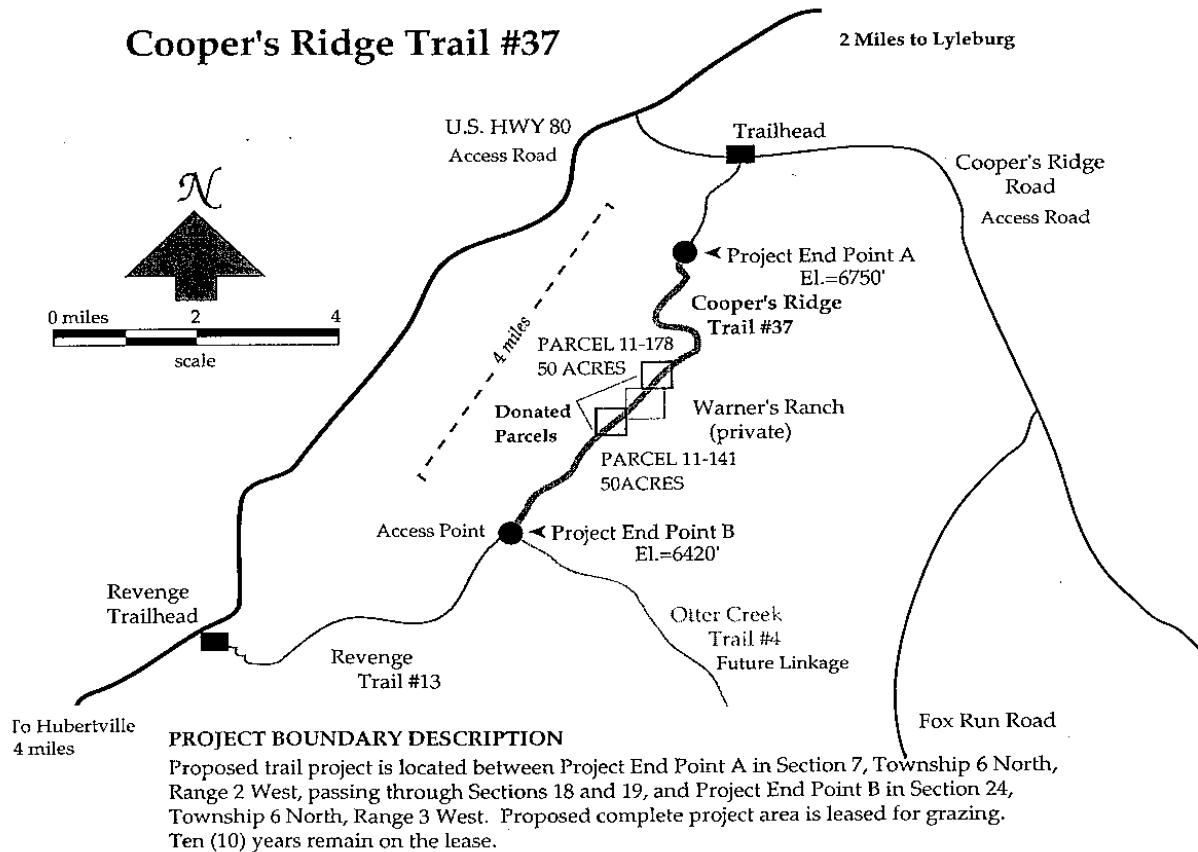 Cooper's Ridge Trail #37
2 Miles to Lyleburg
U.S. HWY 80
Access Road
Trailhead
Cooper's Ridge
Road
Access Road
N
Project End Point A
El.=6750'
0 miles 2 4
scale
Cooper's Ridge
Trail #37
4 miles
PARCEL 11-178
50 ACRES
Donated
Parcels
Warner's Ranch
(private)
PARCEL 11-141
50ACRES
Access Point
Project End Point B
El.=6420'
Revenge
Trailhead
Otter Creek
Trail #4
Future Linkage
Revenge
Trail #13
To Hubertville
4 miles
Fox Run Road
PROJECT BOUNDARY DESCRIPTION
Proposed trail project is located between Project End Point A in Section 7, Township 6 North,
Range 2 West, passing through Sections 18 and 19, and Project End Point B in Section 24,
Township 6 North, Range 3 West. Proposed complete project area is leased for grazing.
Ten (10) years remain on the lease.